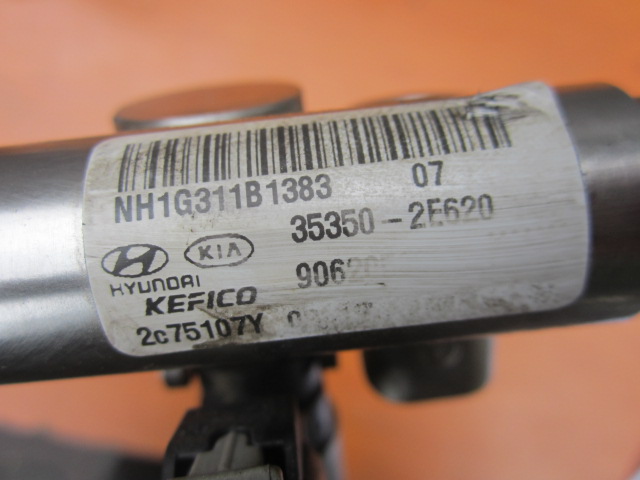 NH1G311B1383 07
35350-2E620
HYUNDAI KIA
KEFICO
2c75107Y